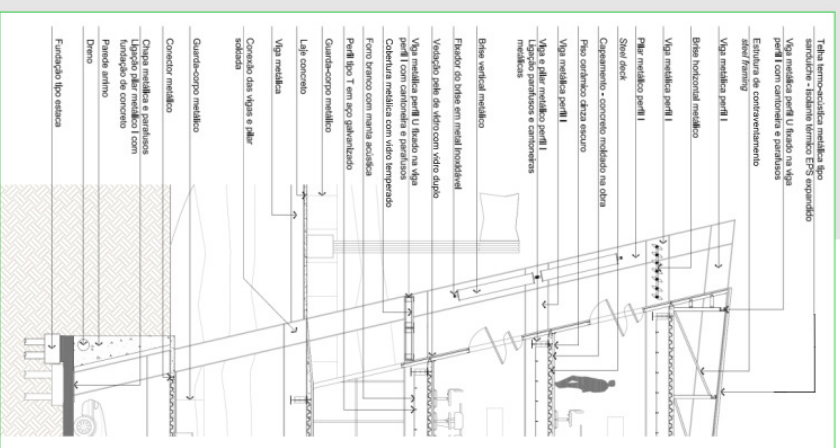 Telha termo-acústica metálica tipo
sanduíche - Isolante térmico EPS expandido
Viga metálica perfil U fixado na viga
perfil I com cantoneira e parafusos
Estrutura de contraventamento
steel framing
Viga metálica perfil I
Brise horizontal metálico
Viga metálica perfil I
Pilar metálico perfil I
Steel deck
Capeamento - concreto moldado na obra
Piso cerâmico cinza escuro
Viga metálica perfil I
Viga e pilar metálico perfil I
Ligação parafusos e cantoneiras
metálicas
Brise vertical metálico
Fixador do brise em metal inoxidável
Vedação pele de vidro com vidro duplo
Viga metálica perfil U fixado na viga
perfil I com cantoneira e parafusos
Cobertura metálica com vidro temperado
Forro branco com manta acústica
Perfil tipo T em aço galvanizado
Guarda-corpo metálico
Laje concreto
Viga metálica
Conexão das vigas e pilar
soldada
Guarda-corpo metálico
Conector metálico
Chapa metálica e parafusos
Ligação pilar metálico I com
fundação de concreto
Parede arrimo
Dreno
Fundação tipo estaca